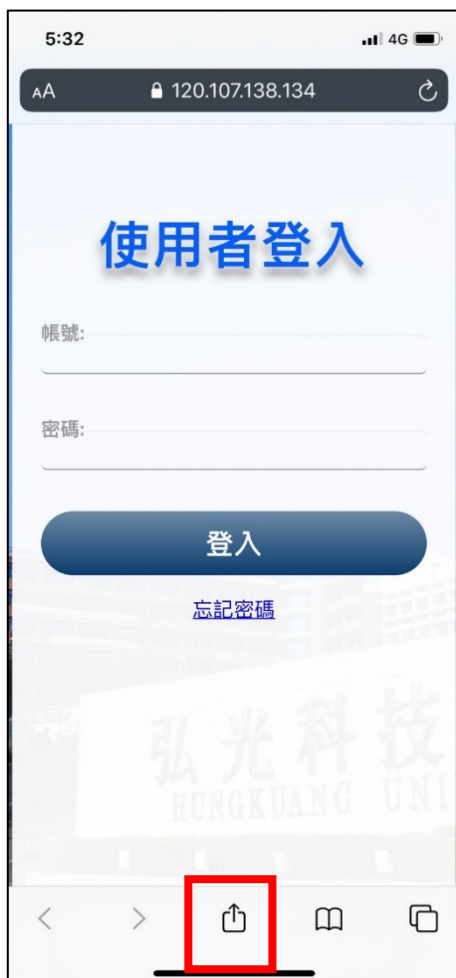 5:32
4G
AA 120.107.138.134
使用者登入
帳號:
密碼:
登入
忘記密碼
弘光科技
HUNGKUANG UNI